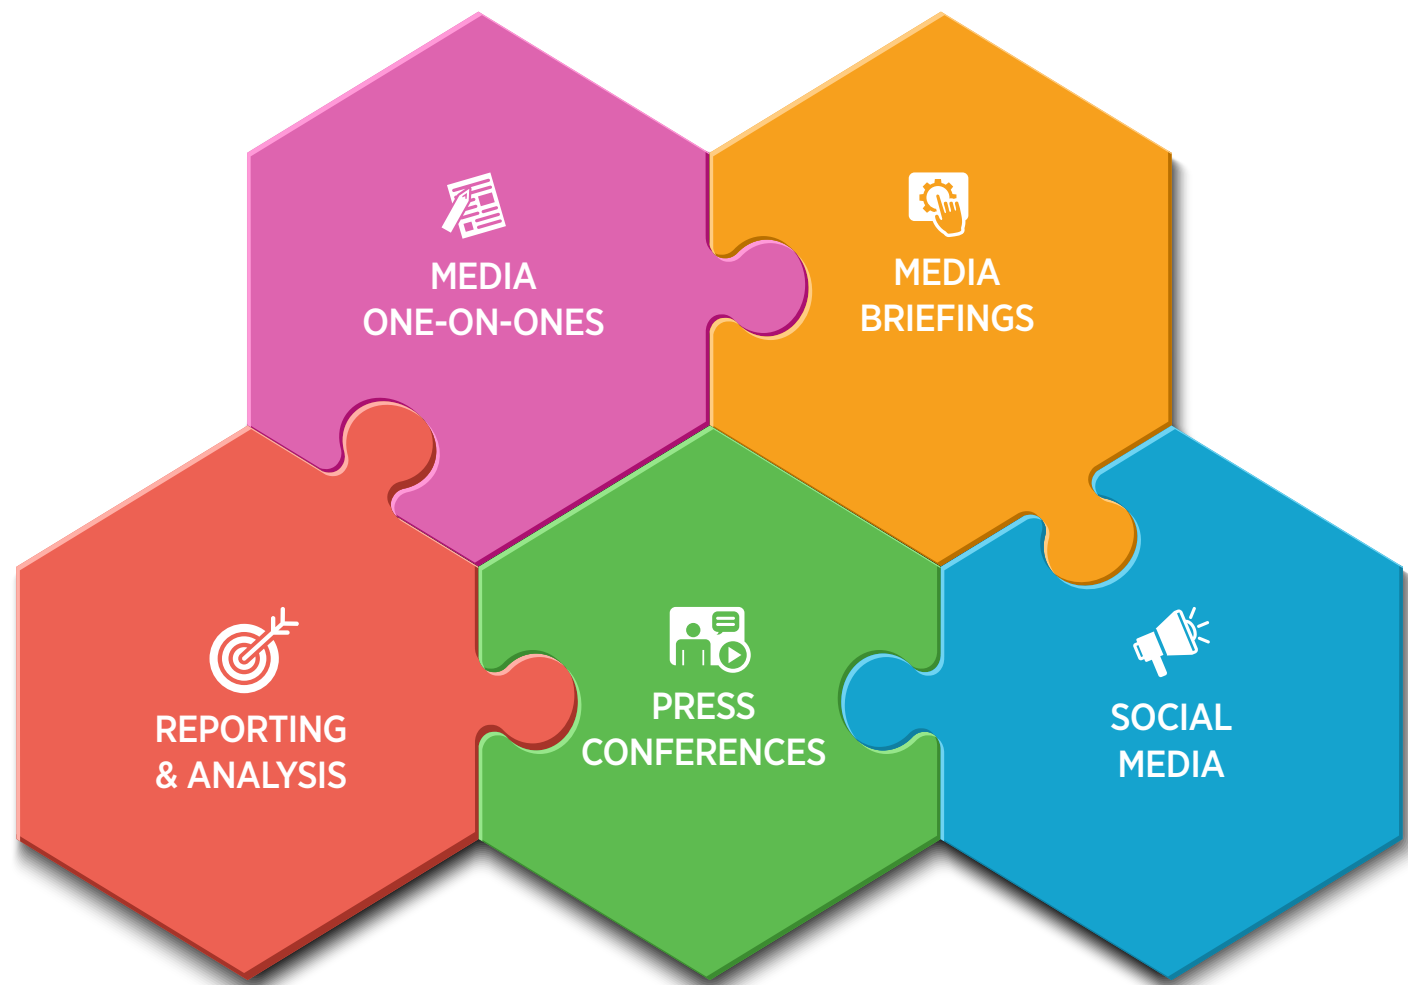 MEDIA
ONE-ON-ONES
MEDIA
BRIEFINGS
REPORTING
& ANALYSIS
PRESS
CONFERENCES
SOCIAL
MEDIA